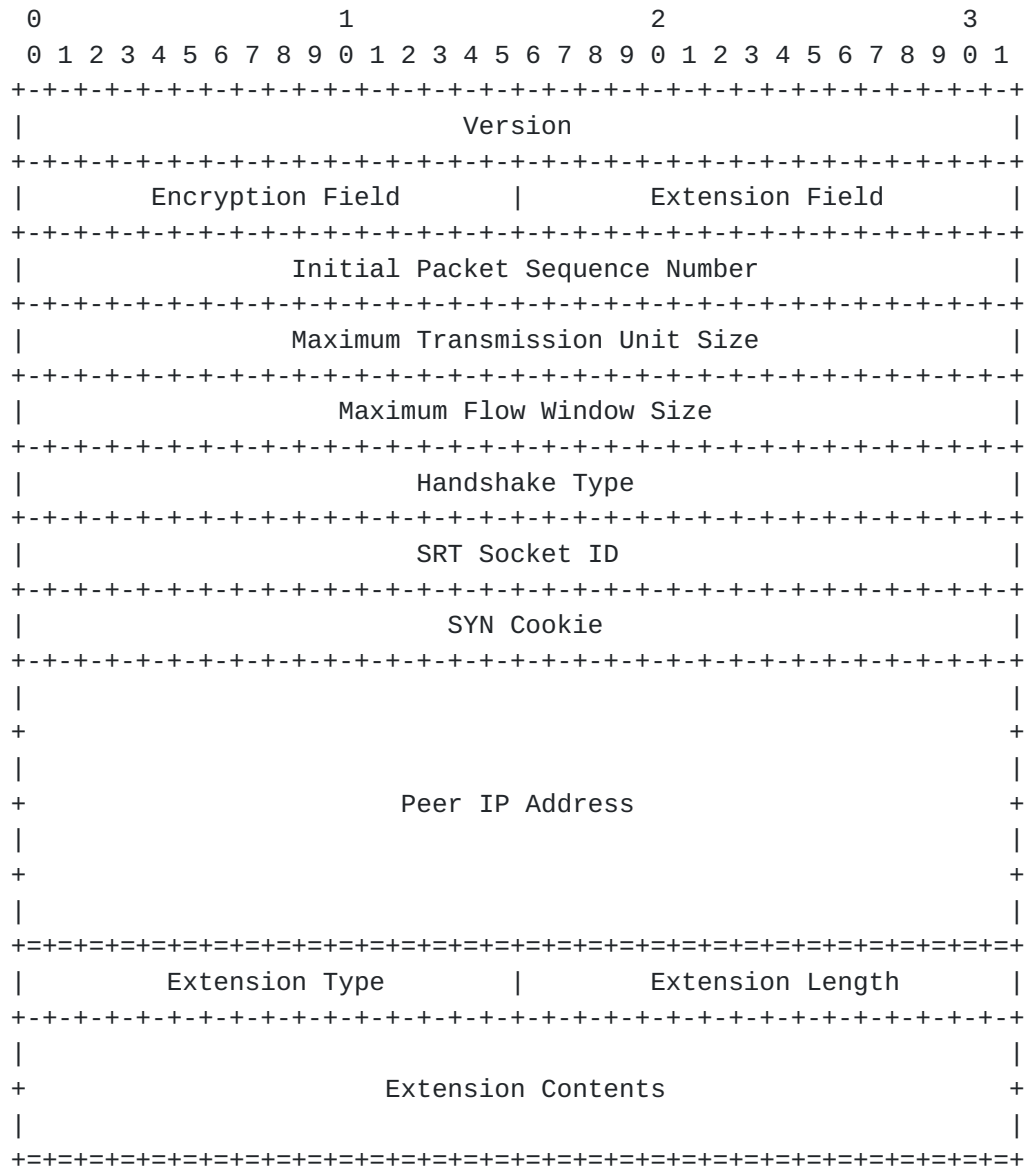 0                   1                   2                   3
 0 1 2 3 4 5 6 7 8 9 0 1 2 3 4 5 6 7 8 9 0 1 2 3 4 5 6 7 8 9 0 1
+-+-+-+-+-+-+-+-+-+-+-+-+-+-+-+-+-+-+-+-+-+-+-+-+-+-+-+-+-+-+-+-+
|                            Version                            |
+-+-+-+-+-+-+-+-+-+-+-+-+-+-+-+-+-+-+-+-+-+-+-+-+-+-+-+-+-+-+-+-+
|        Encryption Field       |        Extension Field        |
+-+-+-+-+-+-+-+-+-+-+-+-+-+-+-+-+-+-+-+-+-+-+-+-+-+-+-+-+-+-+-+-+
|                 Initial Packet Sequence Number                |
+-+-+-+-+-+-+-+-+-+-+-+-+-+-+-+-+-+-+-+-+-+-+-+-+-+-+-+-+-+-+-+-+
|                 Maximum Transmission Unit Size                |
+-+-+-+-+-+-+-+-+-+-+-+-+-+-+-+-+-+-+-+-+-+-+-+-+-+-+-+-+-+-+-+-+
|                    Maximum Flow Window Size                   |
+-+-+-+-+-+-+-+-+-+-+-+-+-+-+-+-+-+-+-+-+-+-+-+-+-+-+-+-+-+-+-+-+
|                         Handshake Type                        |
+-+-+-+-+-+-+-+-+-+-+-+-+-+-+-+-+-+-+-+-+-+-+-+-+-+-+-+-+-+-+-+-+
|                         SRT Socket ID                         |
+-+-+-+-+-+-+-+-+-+-+-+-+-+-+-+-+-+-+-+-+-+-+-+-+-+-+-+-+-+-+-+-+
|                           SYN Cookie                          |
+-+-+-+-+-+-+-+-+-+-+-+-+-+-+-+-+-+-+-+-+-+-+-+-+-+-+-+-+-+-+-+-+
|                                                               |
+                                                               +
|                                                               |
+                        Peer IP Address                        +
|                                                               |
+                                                               +
|                                                               |
+=+=+=+=+=+=+=+=+=+=+=+=+=+=+=+=+=+=+=+=+=+=+=+=+=+=+=+=+=+=+=+=+
|         Extension Type        |        Extension Length       |
+-+-+-+-+-+-+-+-+-+-+-+-+-+-+-+-+-+-+-+-+-+-+-+-+-+-+-+-+-+-+-+-+
|                                                               |
+                       Extension Contents                      +
|                                                               |
+=+=+=+=+=+=+=+=+=+=+=+=+=+=+=+=+=+=+=+=+=+=+=+=+=+=+=+=+=+=+=+=+